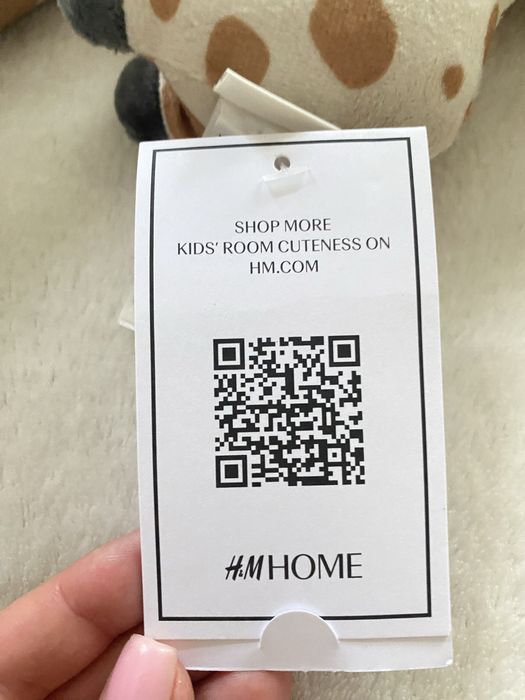 SHOP MORE
KIDS' ROOM CUTENESS ON
HM.COM
H&M HOME